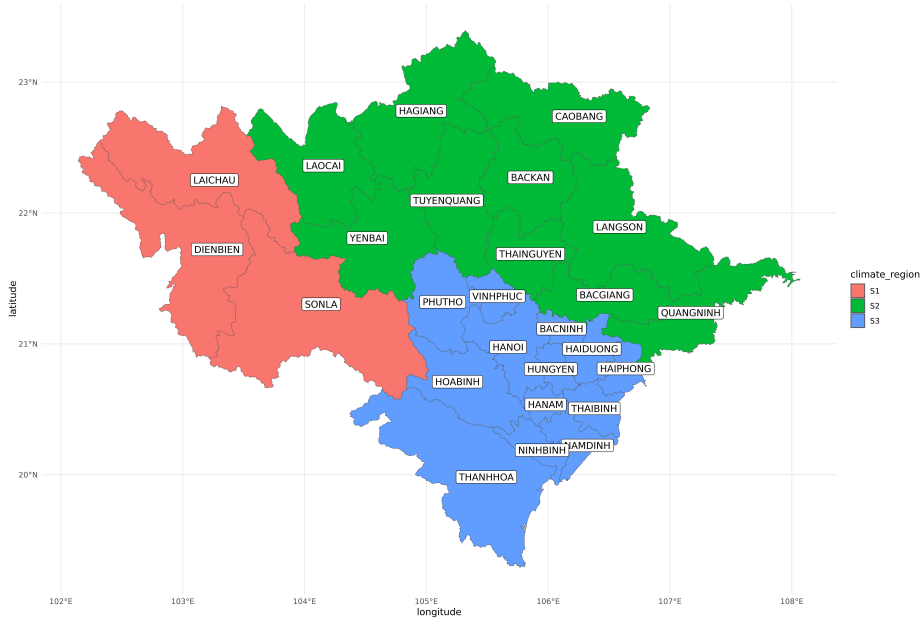 23°N
22°N
21°N
20°N
latitude
HAGIANG
CAOBANG
LAOCAI
BACKAN
LAICHAU
TUYENQUANG
LANGSON
YENBAI
DIENBIEN
THAINGUYEN
BACGIANG
VINHPHUC
PHUTHO
SONLA
QUANGNINH
BACNINH
HANOI
HAIDUONG
HUNGYEN
HAIPHONG
HOABINH
HANAM
THAIBINH
NAMDINH
NINHBINH
THANHHOA
102°E
103°E
104°E
105°E
106°E
107°E
108°E
longitude
climate_region
S1
S2
S3